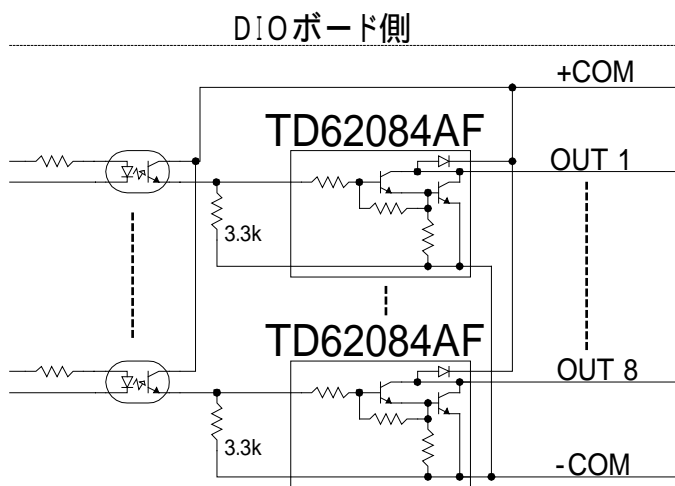 DIOボード側
+COM
TD62084AF
OUT 1
3.3k
TD62084AF
OUT 8
3.3k
-COM